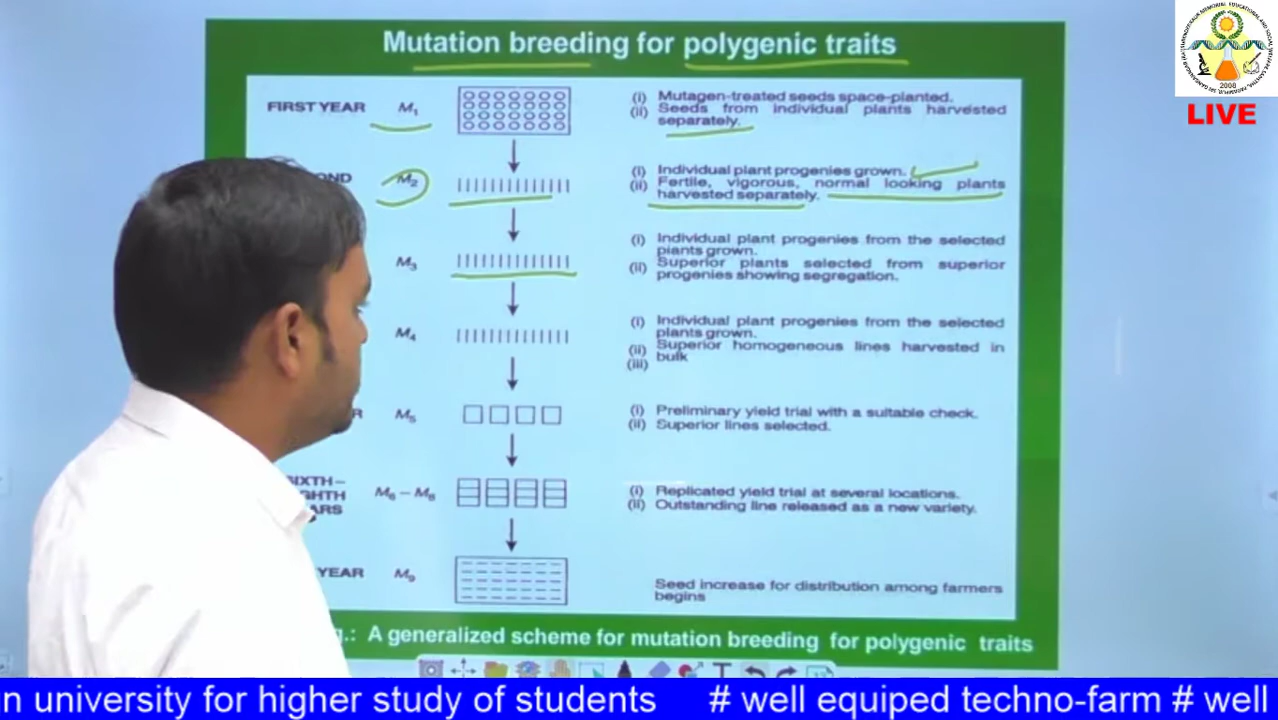 Mutation breeding for polygenic traits
FIRST YEAR M1
(i) Mutagen-treated seeds space-planted.
(ii) Seeds from individual plants harvested
separately.
OND M2
(i) Individual plant progenies grown.
(ii) Fertile, vigorous, normal looking plants
harvested separately.
M3
(i) Individual plant progenies from the selected
plants grown.
(ii) Superior plants selected from superior
progenies showing segregation.
M4
(i) Individual plant progenies from the selected
plants grown.
(ii) Superior homogeneous lines harvested in
(iii) bulk
R M5
(i) Preliminary yield trial with a suitable check.
(ii) Superior lines selected.
IXTH–
GHTH M6 – M8
ARS
(i) Replicated yield trial at several locations.
(ii) Outstanding line released as a new variety.
YEAR M9
Seed increase for distribution among farmers
begins
g.: A generalized scheme for mutation breeding for polygenic traits
2008
LIVE
n university for higher study of students # well equiped techno-farm # well